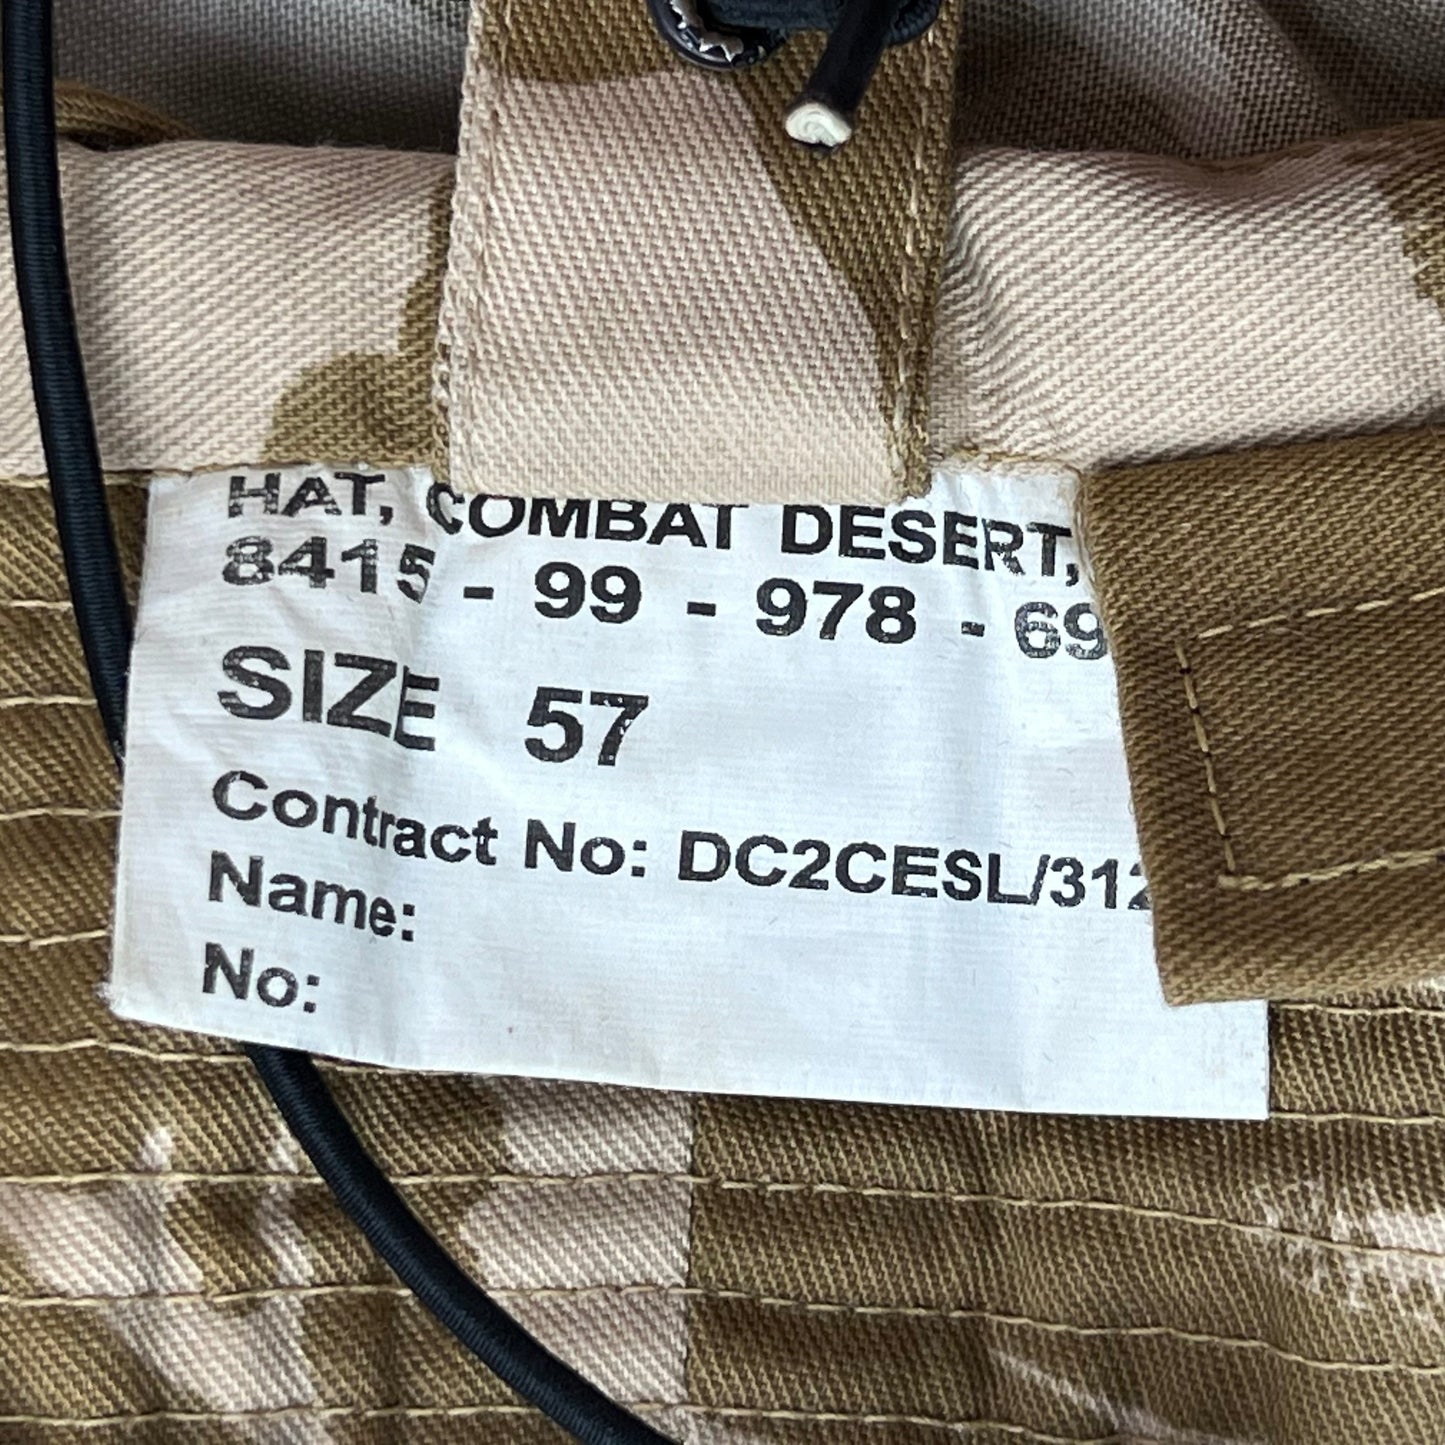 HAT, COMBAT DESERT,
8415 - 99 - 978 - 69
SIZE 57
Contract No: DC2CESL/312
Name:
No: